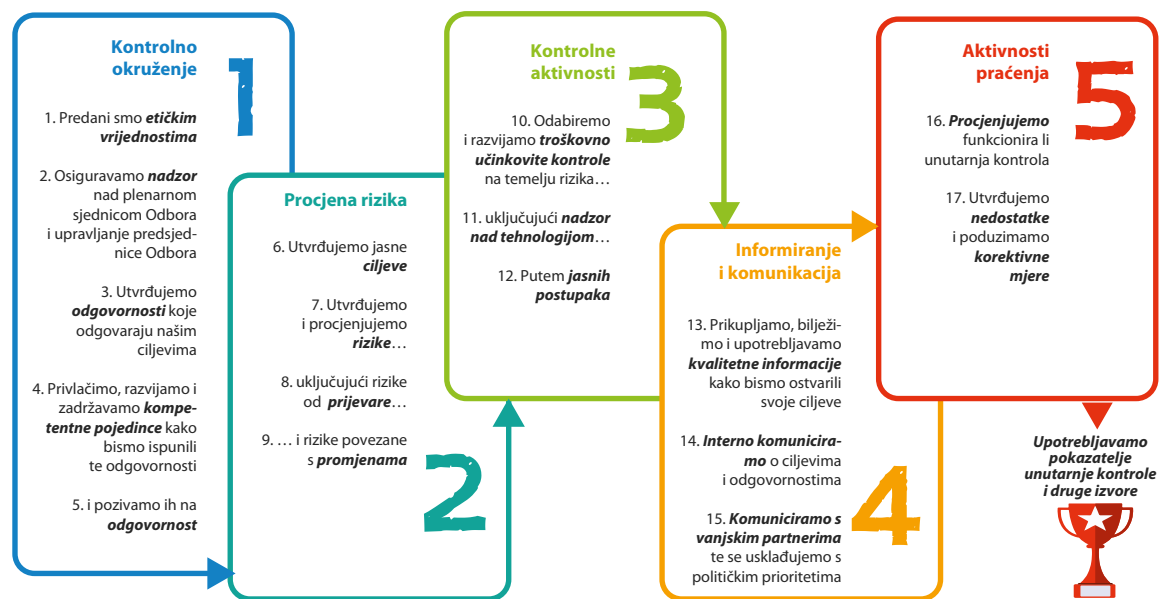 Kontrolno
okruženje
1
1. Predani smo etičkim
vrijednostima
2. Osiguravamo nadzor
nad plenarnom
sjednicom Odbora
i upravljanje predsjed-
nice Odbora
3. Utvrđujemo
odgovornosti koje
odgovaraju našim
ciljevima
4. Privlačimo, razvijamo i
zadržavamo kompe-
tentne pojedince kako
bismo ispunili
te odgovornosti
5. i pozivamo ih na
odgovornost
Procjena rizika
6. Utvrđujemo jasne
ciljeve
7. Utvrđujemo
i procjenjujemo
rizike…
8. uključujući rizike
od prijevare…
9. … i rizike povezane
s promjenama
2
Kontrolne
aktivnosti
3
10. Odabiremo
i razvijamo troškovno
učinkovite kontrole
na temelju rizika…
11. uključujući nadzor
nad tehnologijom…
12. Putem jasnih
postupaka
Informiranje
i komunikacija
13. Prikupljamo, bilježi-
mo i upotrebljavamo
kvalitetne informacije
kako bismo ostvarili
svoje ciljeve
14. Interno komunicira-
mo o ciljevima
i odgovornostima
15. Komuniciramo s
vanjskim partnerima
te se usklađujemo s
političkim prioritetima
4
Aktivnosti
praćenja
5
16. Procjenjujemo
funkcionira li
unutarnja kontrola
17. Utvrđujemo
nedostatke
i poduzimamo
korektivne
mjere
Upotrebljavamo
pokazatelje
unutarnje kontrole
i druge izvore